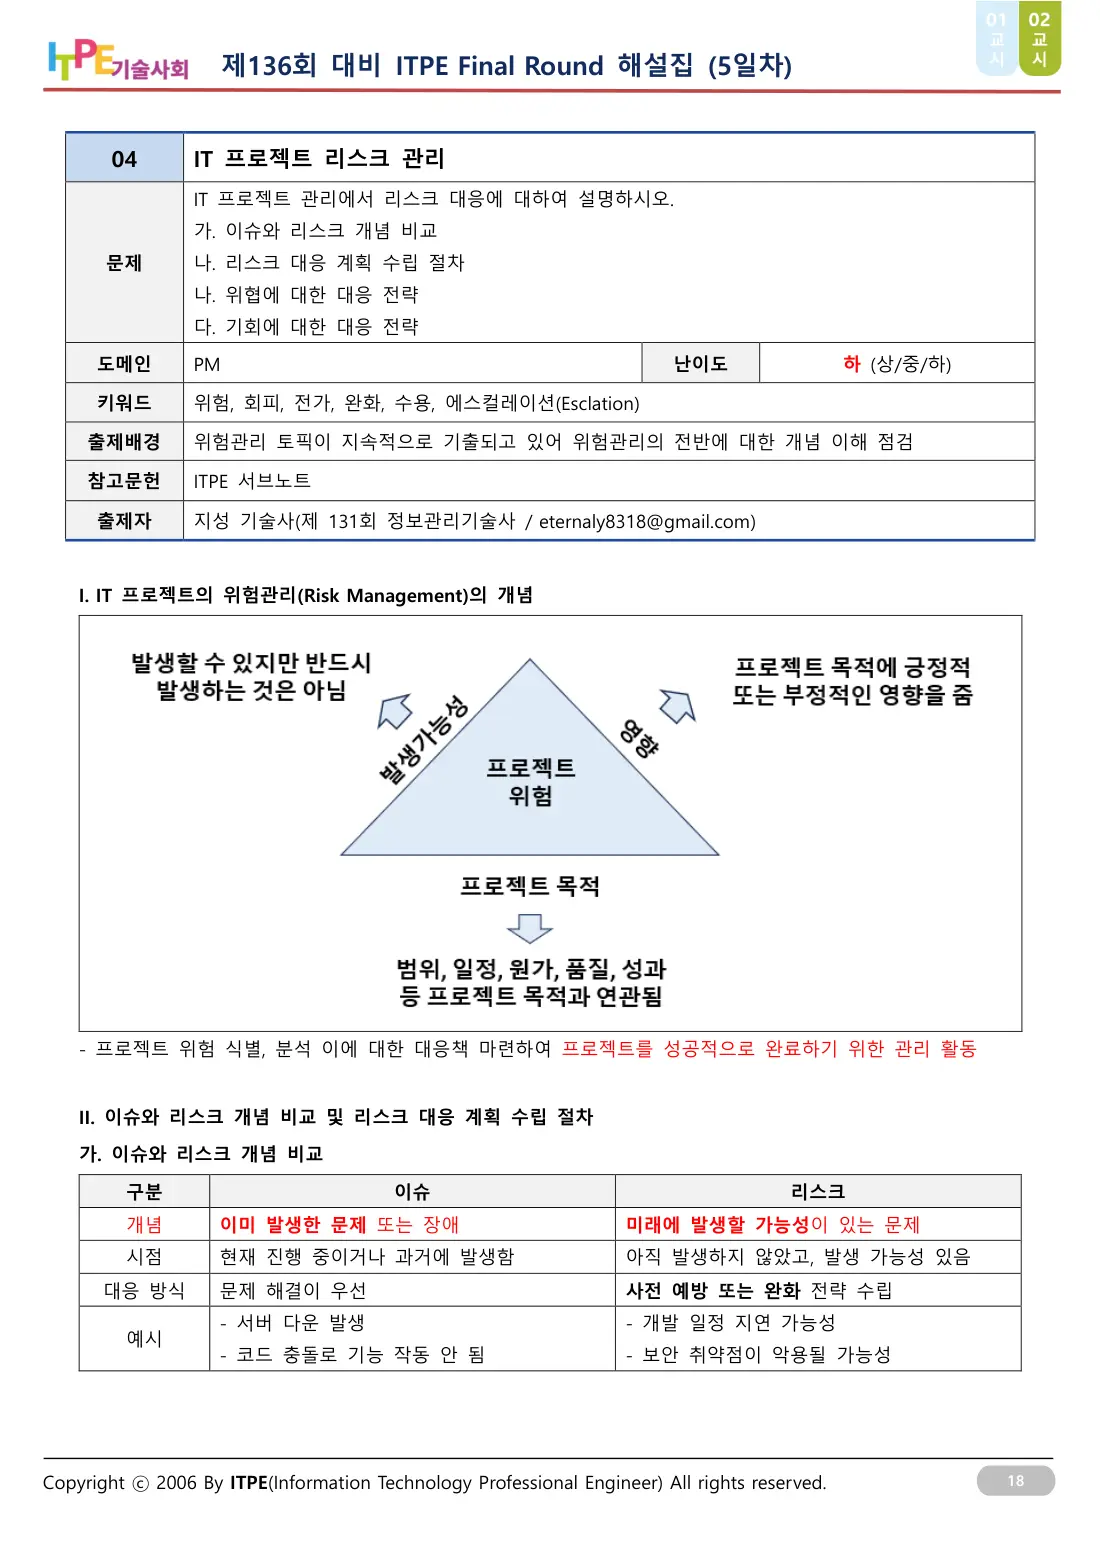 01
교
시
02
교
시
ITPE기술사회
제136회 대비 ITPE Final Round 해설집 (5일차)
04
IT 프로젝트 리스크 관리
문제
IT 프로젝트 관리에서 리스크 대응에 대하여 설명하시오.
가. 이슈와 리스크 개념 비교
나. 리스크 대응 계획 수립 절차
나. 위협에 대한 대응 전략
다. 기회에 대한 대응 전략
도메인
PM
난이도
하 (상/중/하)
키워드
위험, 회피, 전가, 완화, 수용, 에스컬레이션(Esclation)
출제배경
위험관리 토픽이 지속적으로 기출되고 있어 위험관리의 전반에 대한 개념 이해 점검
참고문헌
ITPE 서브노트
출제자
지성 기술사(제 131회 정보관리기술사 / eternaly8318@gmail.com)
I. IT 프로젝트의 위험관리(Risk Management)의 개념
발생할 수 있지만 반드시
발생하는 것은 아님
프로젝트 목적에 긍정적
또는 부정적인 영향을 줌
발생가능성
영향
프로젝트
위험
프로젝트 목적
범위, 일정, 원가, 품질, 성과
등 프로젝트 목적과 연관됨
- 프로젝트 위험 식별, 분석 이에 대한 대응책 마련하여 프로젝트를 성공적으로 완료하기 위한 관리 활동
II. 이슈와 리스크 개념 비교 및 리스크 대응 계획 수립 절차
가. 이슈와 리스크 개념 비교
구분
이슈
리스크
개념
이미 발생한 문제 또는 장애
미래에 발생할 가능성이 있는 문제
시점
현재 진행 중이거나 과거에 발생함
아직 발생하지 않았고, 발생 가능성 있음
대응 방식
문제 해결이 우선
사전 예방 또는 완화 전략 수립
예시
- 서버 다운 발생
- 코드 충돌로 기능 작동 안 됨
- 개발 일정 지연 가능성
- 보안 취약점이 악용될 가능성
Copyright ⓒ 2006 By ITPE(Information Technology Professional Engineer) All rights reserved.
18